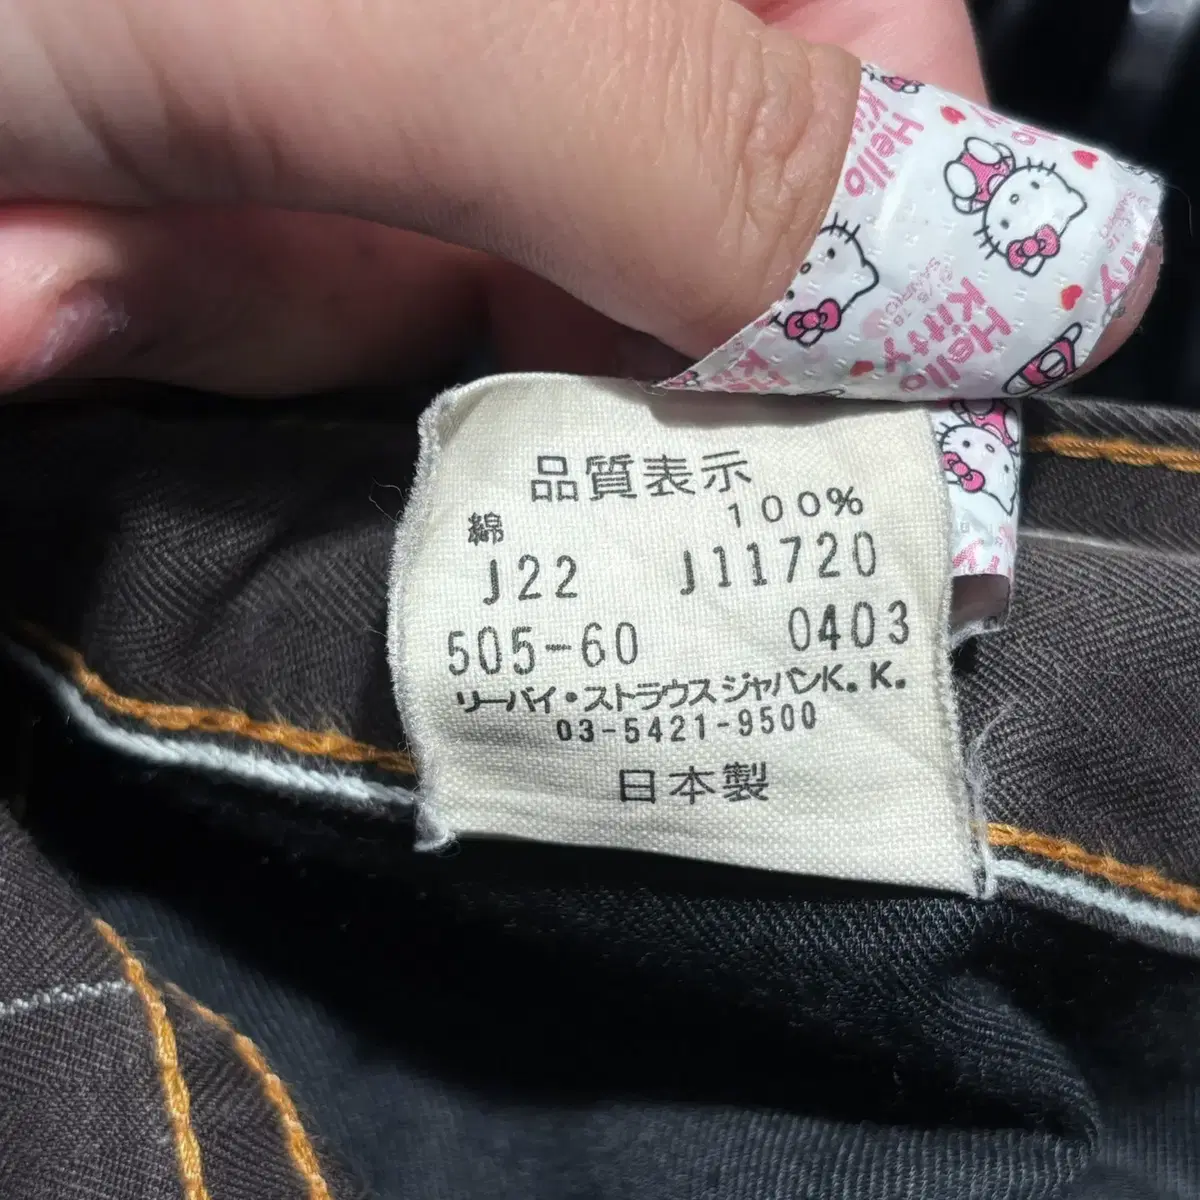 Hello
Kitty
Hello
Kitty
品質表示
綿 100%
J22 J11720
505-60 0403
リーバイ・ストラウスジャパンK.K.
03-5421-9500
日本製